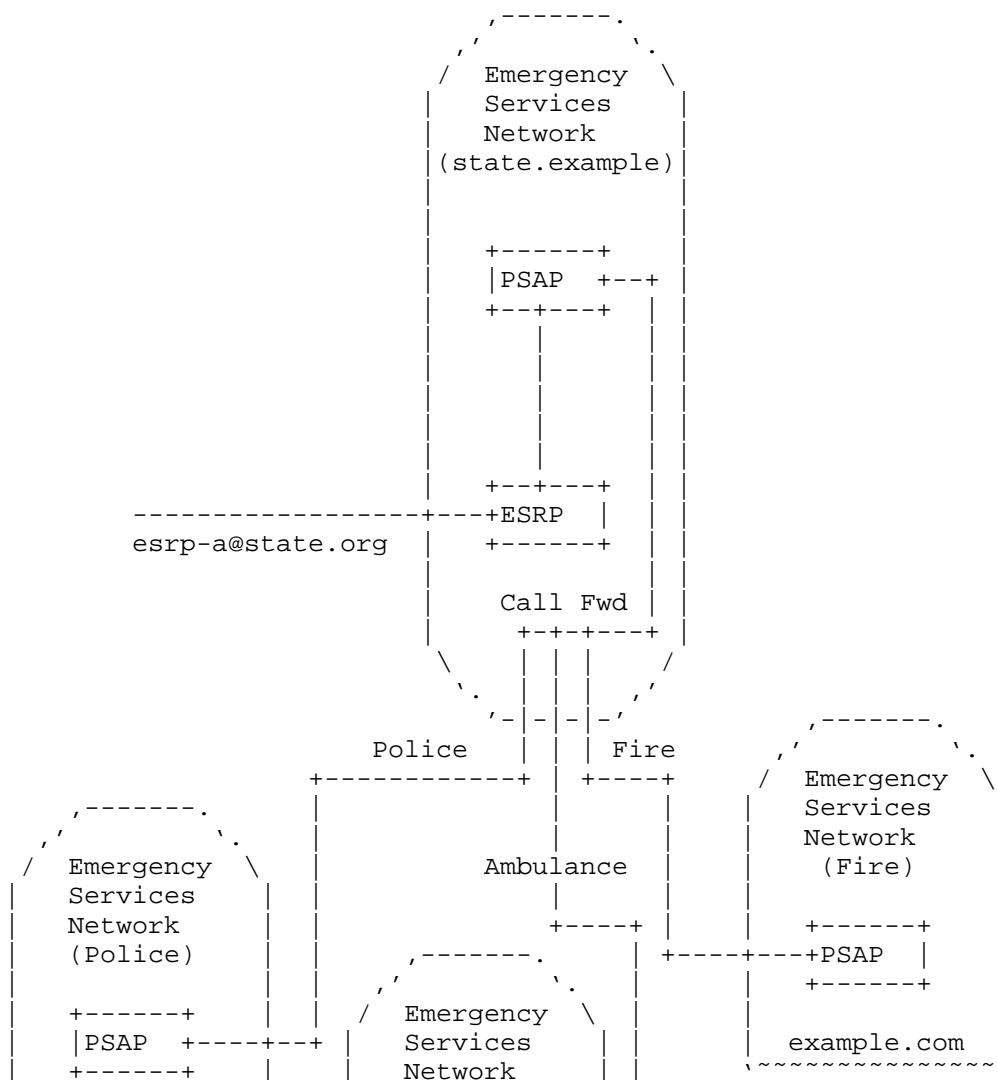 Emergency
Services
Network
(state.example)
PSAP
ESRP
esrp-a@state.org
Call Fwd
Police
Fire
Emergency
Services
Network
(Fire)
PSAP
example.com
Ambulance
Emergency
Services
Network
(Police)
PSAP
Emergency
Services
Network